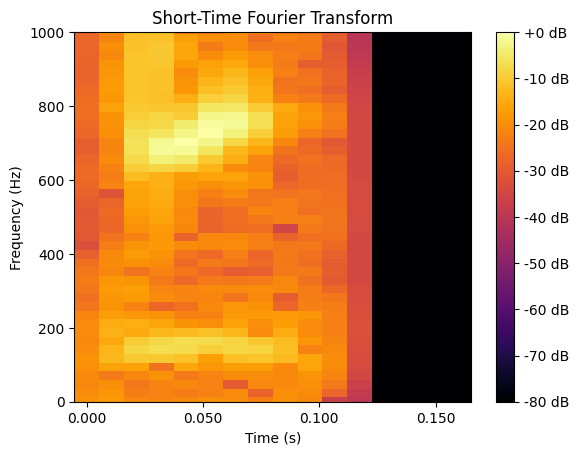 Short-Time Fourier Transform
1000
800
600
400
200
0
Frequency (Hz)
0.000
0.050
0.100
0.150
Time (s)
+0 dB
-10 dB
-20 dB
-30 dB
-40 dB
-50 dB
-60 dB
-70 dB
-80 dB